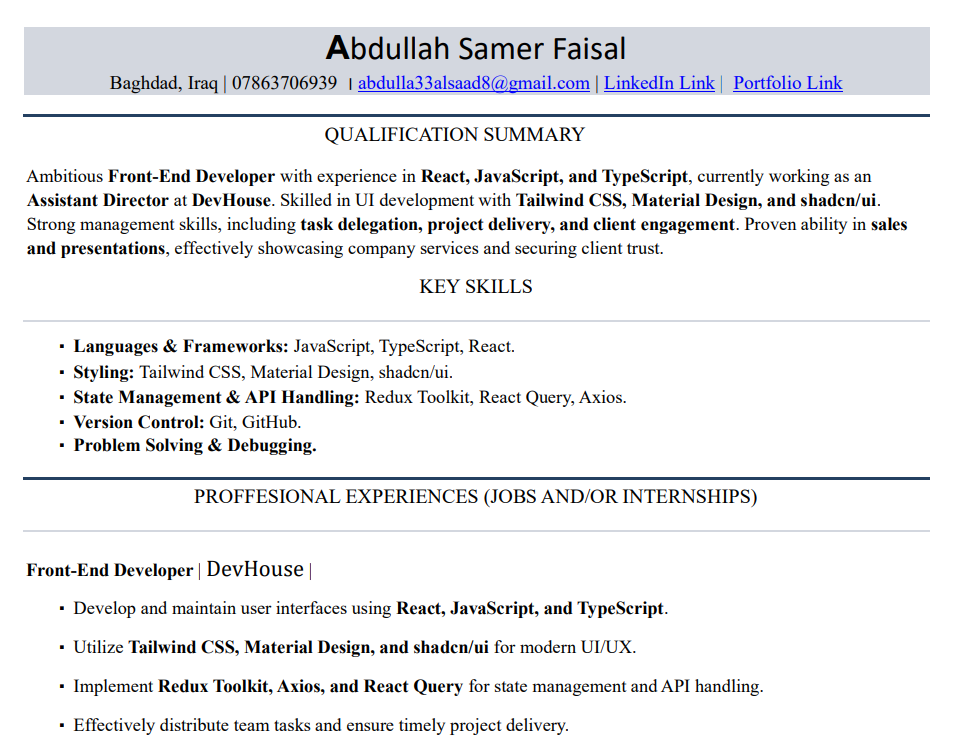 Abdullah Samer Faisal
Baghdad, Iraq | 07863706939 | abdulla33alsaad8@gmail.com | LinkedIn Link | Portfolio Link
QUALIFICATION SUMMARY
Ambitious Front-End Developer with experience in React, JavaScript, and TypeScript, currently working as an
Assistant Director at DevHouse. Skilled in UI development with Tailwind CSS, Material Design, and shadcn/ui.
Strong management skills, including task delegation, project delivery, and client engagement. Proven ability in sales
and presentations, effectively showcasing company services and securing client trust.
KEY SKILLS
▪ Languages & Frameworks: JavaScript, TypeScript, React.
▪ Styling: Tailwind CSS, Material Design, shadcn/ui.
▪ State Management & API Handling: Redux Toolkit, React Query, Axios.
▪ Version Control: Git, GitHub.
▪ Problem Solving & Debugging.
PROFFESIONAL EXPERIENCES (JOBS AND/OR INTERNSHIPS)
Front-End Developer | DevHouse |
▪ Develop and maintain user interfaces using React, JavaScript, and TypeScript.
▪ Utilize Tailwind CSS, Material Design, and shadcn/ui for modern UI/UX.
▪ Implement Redux Toolkit, Axios, and React Query for state management and API handling.
▪ Effectively distribute team tasks and ensure timely project delivery.